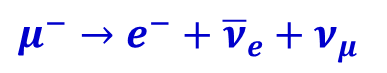 μ⁻ → e⁻ + ν̅ₑ + ν_μ